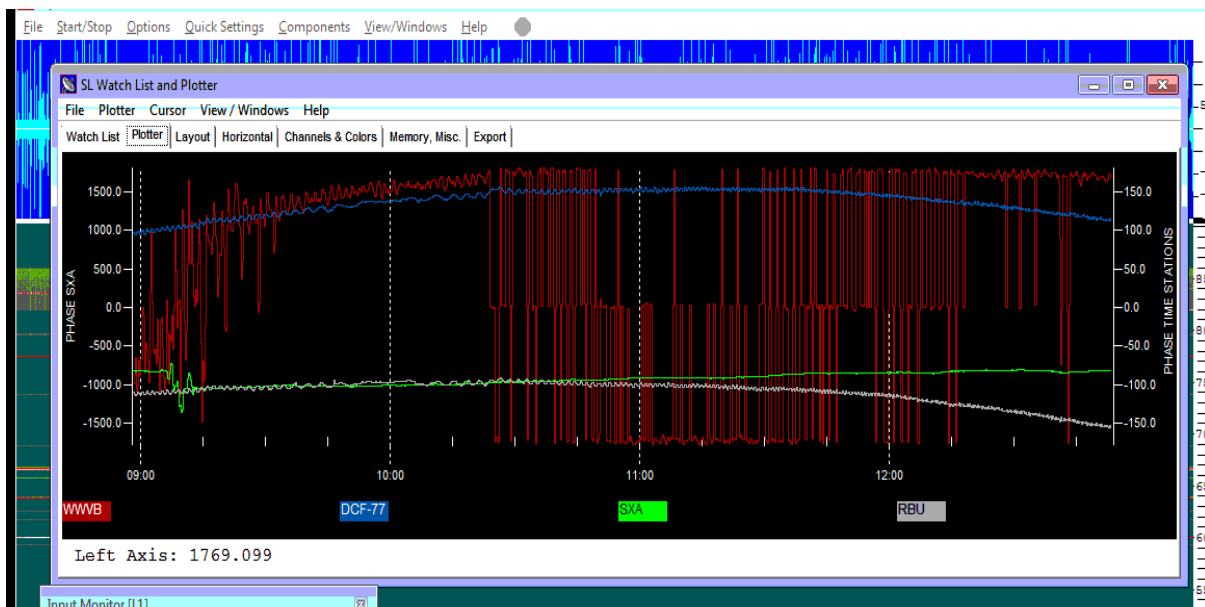 File Start/Stop Options Quick Settings Components View/Windows Help
SL Watch List and Plotter
File Plotter Cursor View / Windows Help
Watch List Plotter Layout Horizontal Channels & Colors Memory, Misc. Export
1500.0
1000.0
500.0
0.0
-500.0
-1000.0
-1500.0
PHASE SXA
150.0
100.0
50.0
0.0
-50.0
-100.0
-150.0
PHASE TIME STATIONS
09:00 10:00 11:00 12:00
WWVB DCF-77 SXA RBU
Left Axis: 1769.099
Input Monitor [L1]